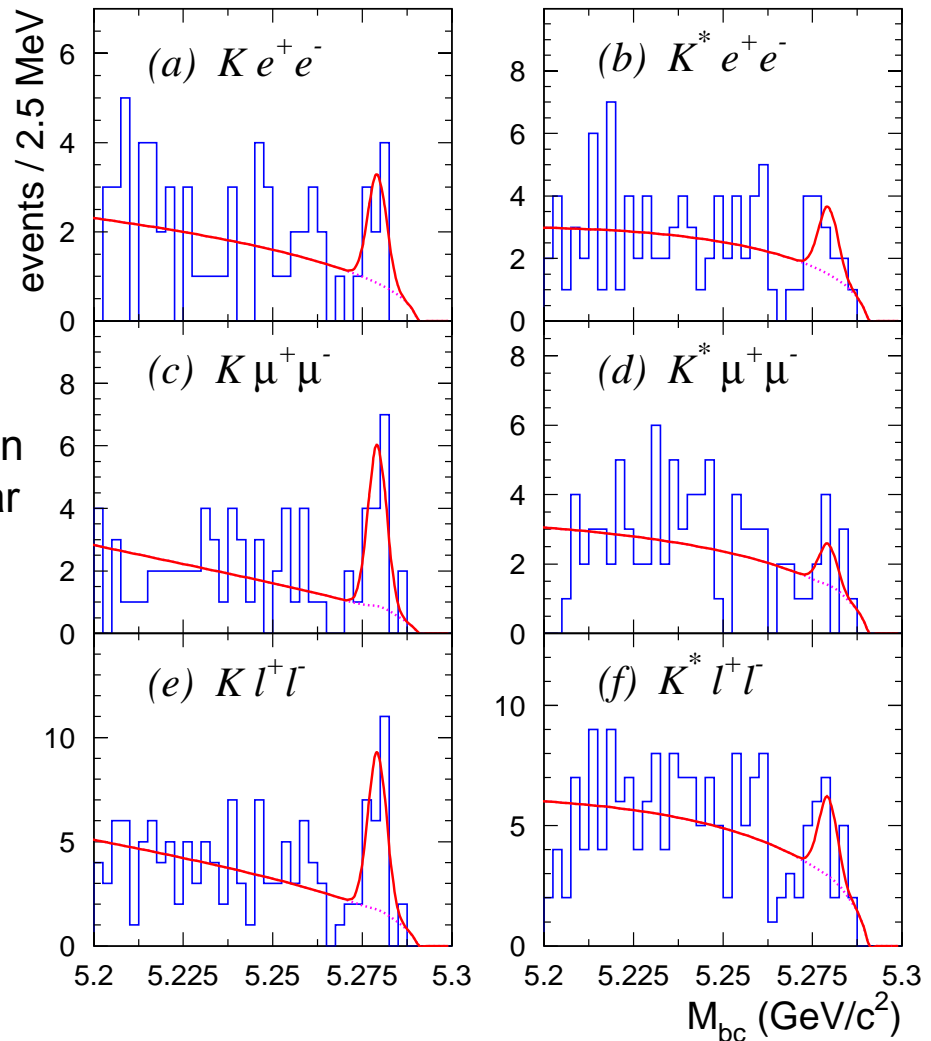 events / 2.5 MeV
(a) K e⁺e⁻
6
4
2
0
(b) K* e⁺e⁻
8
6
4
2
0
(c) K μ⁺μ⁻
8
6
4
2
0
(d) K* μ⁺μ⁻
8
6
4
2
0
n
ar
(e) K l⁺l⁻
10
5
0
(f) K* l⁺l⁻
10
5
0
5.2 5.225 5.25 5.275 5.3
5.2 5.225 5.25 5.275 5.3
M_bc (GeV/c²)